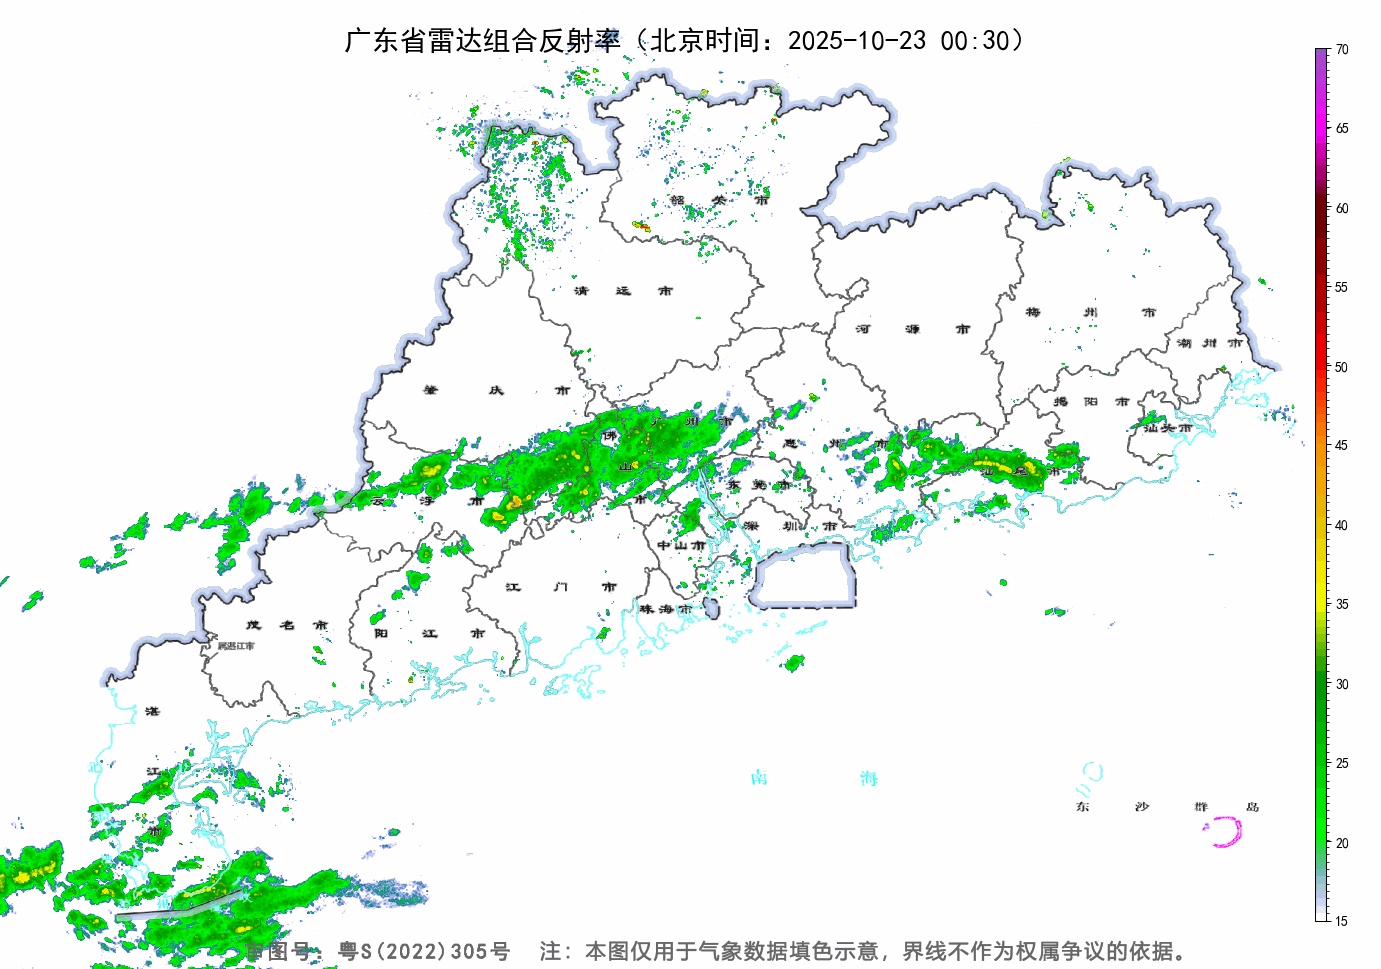 广东省雷达组合反射率（北京时间：2025-10-23 00:30）
70
65
60
55
50
45
40
35
30
25
20
15
韶关市
清远市
河源市
梅州市
潮州市
肇庆市
揭阳市
汕头市
广州市
佛山市
惠州市
汕尾市
云浮市
东莞市
深圳市
中山市
江门市
珠海市
茂名市
阳江市
属湛江市
湛江市
南海
东沙群岛
审图号：粤S(2022)305号 注：本图仅用于气象数据填色示意，界线不作为权属争议的依据。